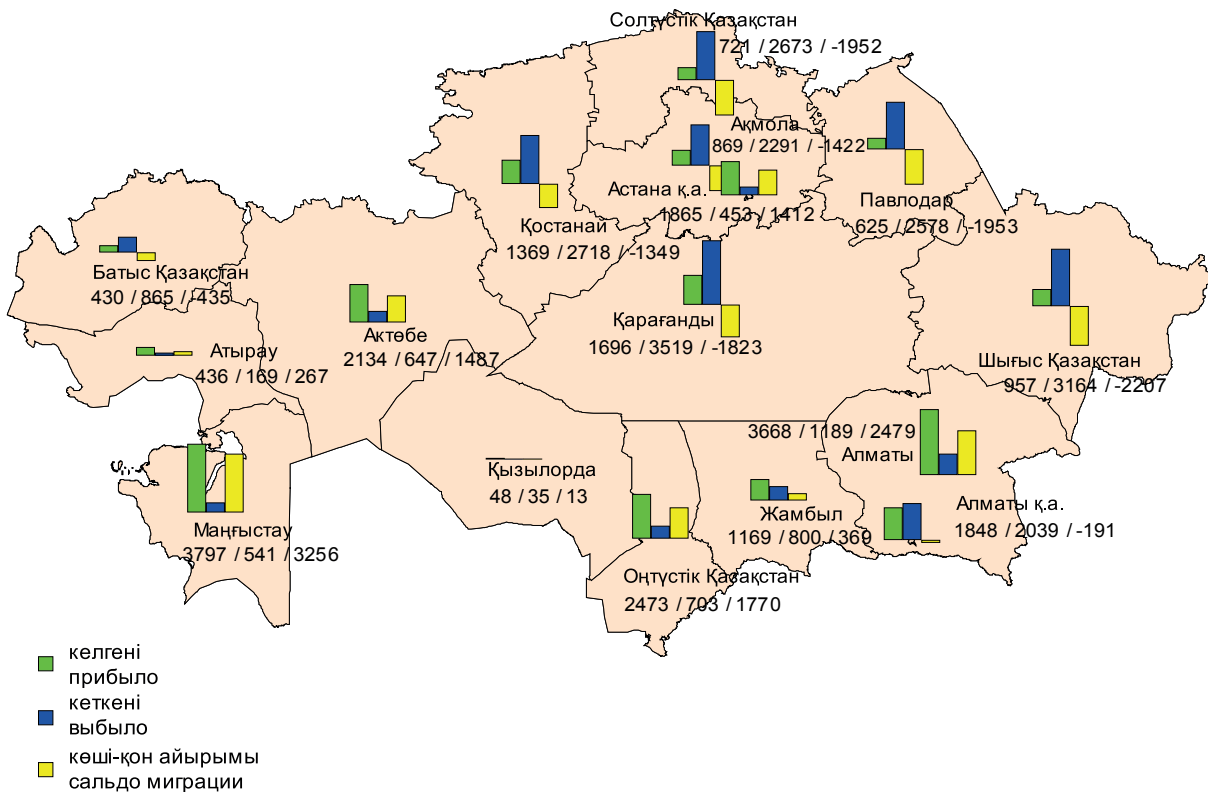 Солтүстік Қазақстан
721 / 2673 / -1952
Ақмола
869 / 2291 / -1422
Астана қ.а.
1865 / 453 / 1412
Павлодар
625 / 2578 / -1953
Қостанай
1369 / 2718 / -1349
Батыс Қазақстан
430 / 865 / -435
Қарағанды
1696 / 3519 / -1823
Актөбе
2134 / 647 / 1487
Атырау
436 / 169 / 267
Шығыс Қазақстан
957 / 3164 / -2207
3668 / 1189 / 2479
Алматы
Қызылорда
48 / 35 / 13
Жамбыл
1169 / 800 / 369
Алматы қ.а.
1848 / 2039 / -191
Маңғыстау
3797 / 541 / 3256
Оңтүстік Қазақстан
2473 / 703 / 1770
келгені
прибыло
кеткені
выбыло
көші-қон айырымы
сальдо миграции